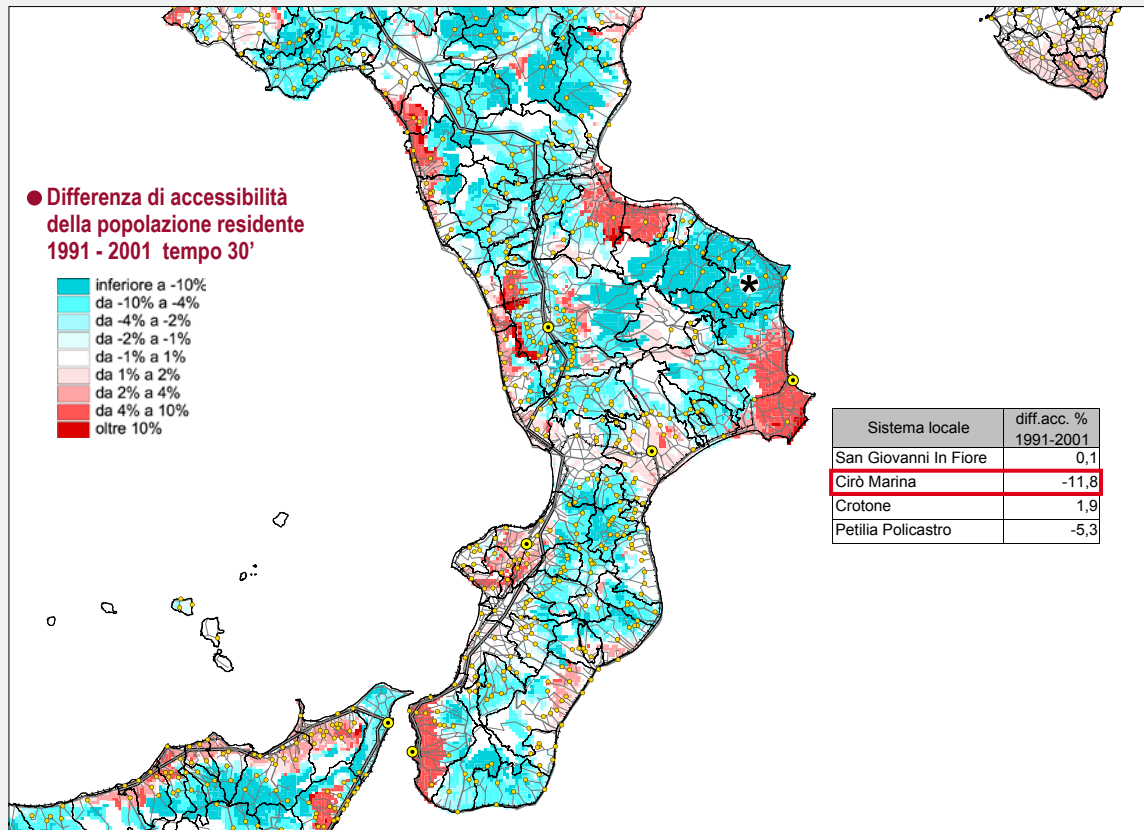 Differenza di accessibilità
della popolazione residente
1991 - 2001 tempo 30'
inferiore a -10%
da -10% a -4%
da -4% a -2%
da -2% a -1%
da -1% a 1%
da 1% a 2%
da 2% a 4%
da 4% a 10%
oltre 10%
*
Sistema locale diff.acc. %
1991-2001
San Giovanni In Fiore 0,1
Cirò Marina -11,8
Crotone 1,9
Petilia Policastro -5,3